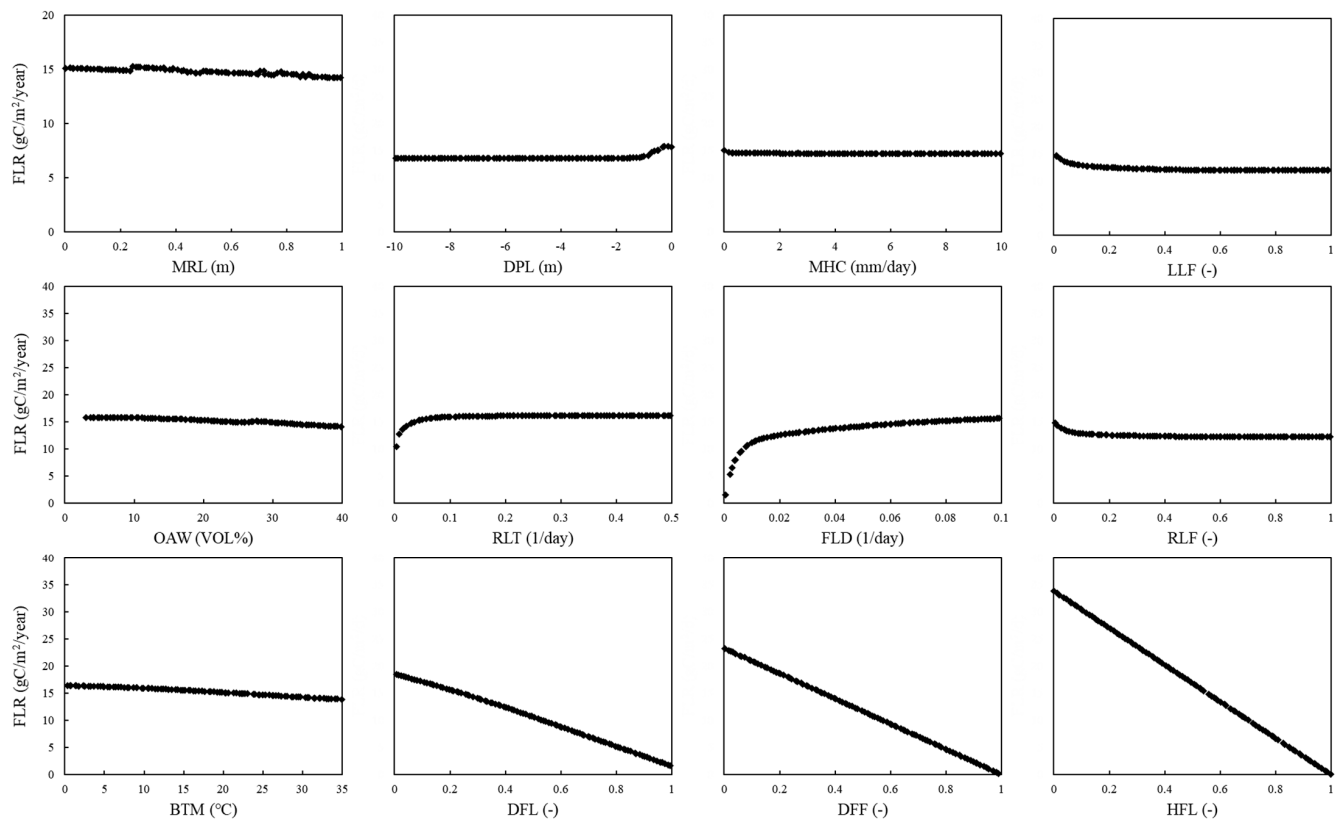 20
15
10
5
0
FLR (gC/m²/year)
0 0.2 0.4 0.6 0.8 1
MRL (m)
-10 -8 -6 -4 -2 0
DPL (m)
0 2 4 6 8 10
MHC (mm/day)
0 0.2 0.4 0.6 0.8 1
LLF (-)
40
35
30
25
20
15
10
5
0
FLR (gC/m²/year)
0 10 20 30 40
OAW (VOL%)
0 0.1 0.2 0.3 0.4 0.5
RLT (1/day)
0 0.02 0.04 0.06 0.08 0.1
FLD (1/day)
0 0.2 0.4 0.6 0.8 1
RLF (-)
40
35
30
25
20
15
10
5
0
FLR (gC/m²/year)
0 5 10 15 20 25 30 35
BTM (°C)
0 0.2 0.4 0.6 0.8 1
DFL (-)
0 0.2 0.4 0.6 0.8 1
DFF (-)
0 0.2 0.4 0.6 0.8 1
HFL (-)